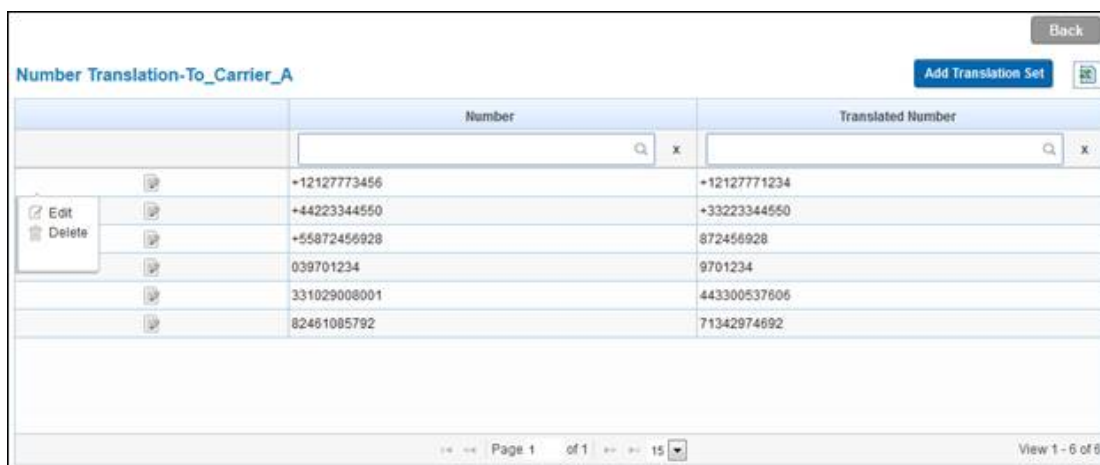 Back
Number Translation-To_Carrier_A
Add Translation Set
Number Translated Number
x x
+12127773456 +12127771234
Edit
+44223344550 +33223344550
Delete
+55872456928 872456928
039701234 9701234
331029008001 443300537606
82461085792 71342974692
Page 1 of 1 15 View 1 - 6 of 6